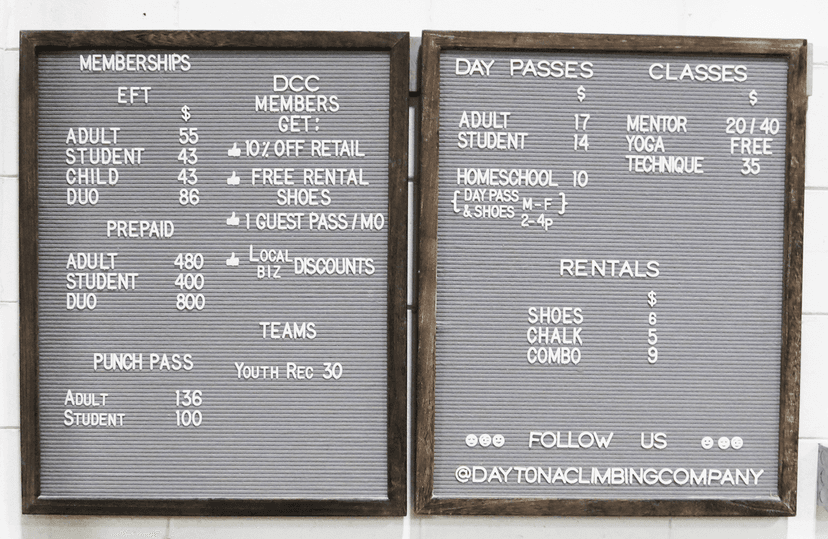 MEMBERSHIPS
EFT
$
ADULT 55
STUDENT 43
CHILD 43
DUO 86
PREPAID
ADULT 480
STUDENT 400
DUO 800
PUNCH PASS
ADULT 136
STUDENT 100
DCC
MEMBERS
GET:
10% OFF RETAIL
FREE RENTAL
SHOES
1 GUEST PASS / MO
LOCAL
BIZ DISCOUNTS
TEAMS
YOUTH REC 30
DAY PASSES
$
ADULT 17
STUDENT 14
HOMESCHOOL 10
{DAY PASS M-F}
& SHOES 2-4P
CLASSES
$
MENTOR 20/40
YOGA FREE
TECHNIQUE 35
RENTALS
$
SHOES 6
CHALK 5
COMBO 9
FOLLOW US
@DAYTONACLIMBINGCOMPANY